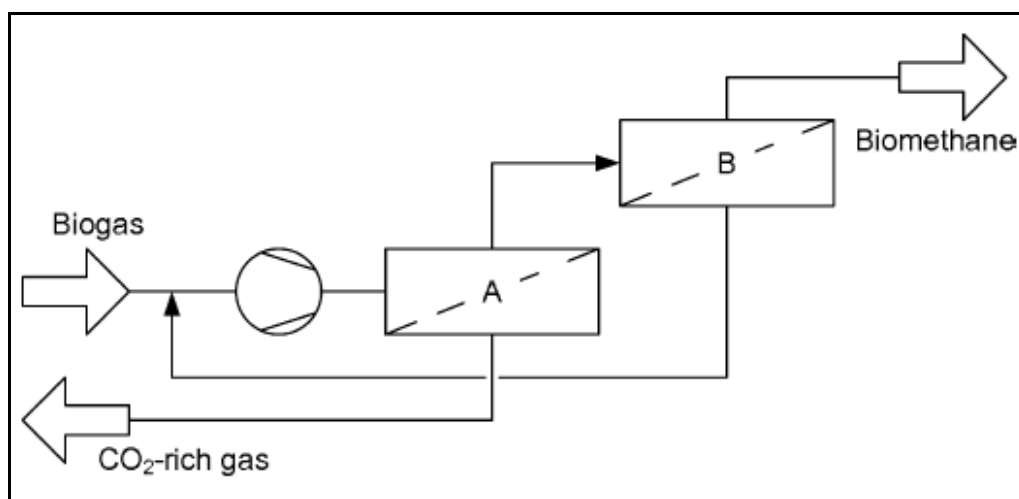 Biomethane
B
Biogas
A
CO₂-rich gas